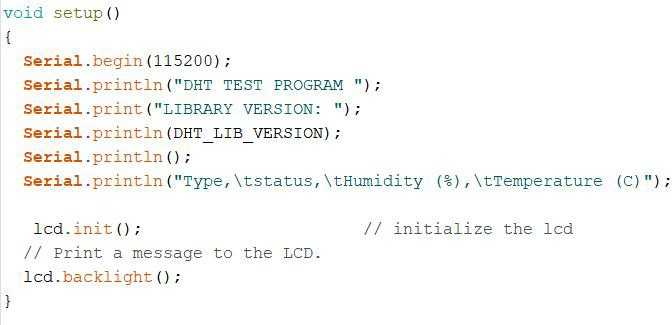 void setup()
{
  Serial.begin(115200);
  Serial.println("DHT TEST PROGRAM ");
  Serial.print("LIBRARY VERSION: ");
  Serial.println(DHT_LIB_VERSION);
  Serial.println();
  Serial.println("Type,\tstatus,\tHumidity (%),\tTemperature (C)");
   lcd.init();                      // initialize the lcd
  // Print a message to the LCD.
  lcd.backlight();
}